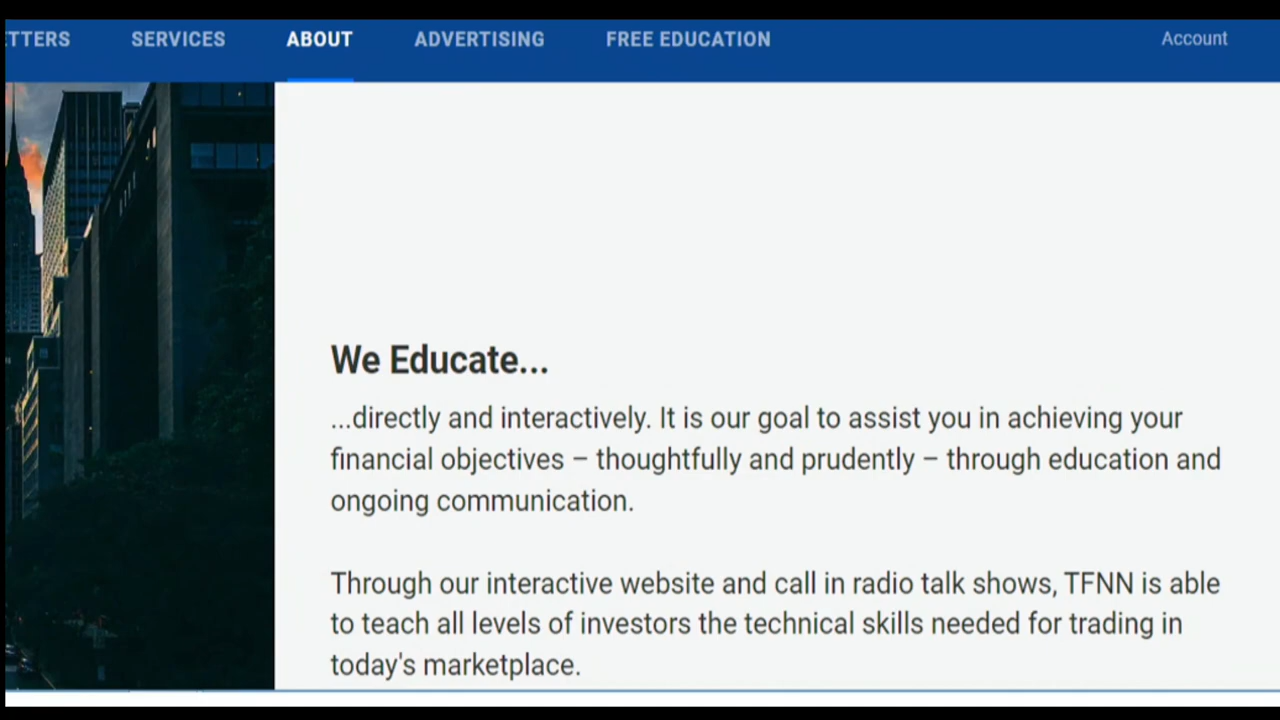 SERVICES ABOUT ADVERTISING FREE EDUCATION Account
We Educate...
...directly and interactively. It is our goal to assist you in achieving your
financial objectives – thoughtfully and prudently – through education and
ongoing communication.
Through our interactive website and call in radio talk shows, TFNN is able
to teach all levels of investors the technical skills needed for trading in
today's marketplace.